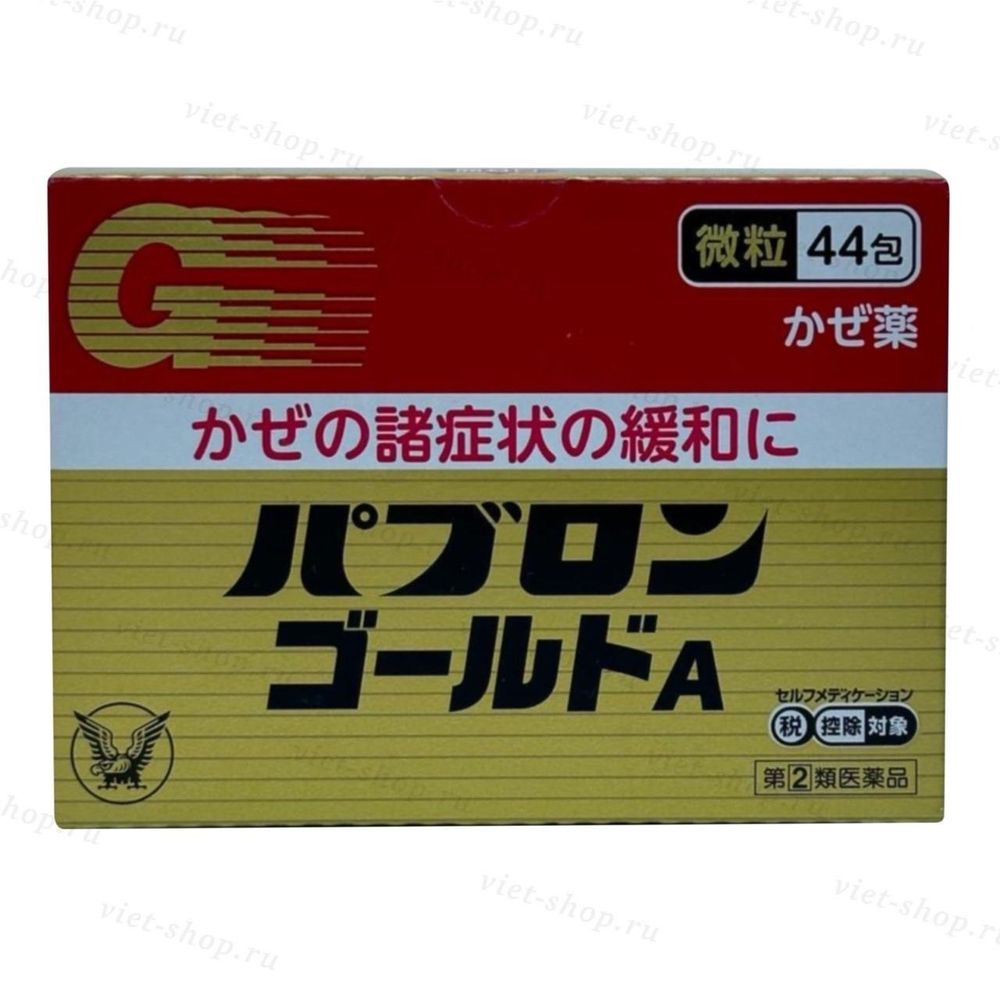 viet-shop.ru
G
微粒 44包
かぜ薬
かぜの諸症状の緩和に
パブロン
ゴールドA
セルフメディケーション
税 控除 対象
第②類医薬品